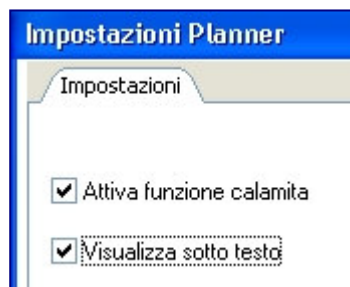 Impostazioni Planner
Impostazioni
Attiva funzione calamita
Visualizza sotto testo